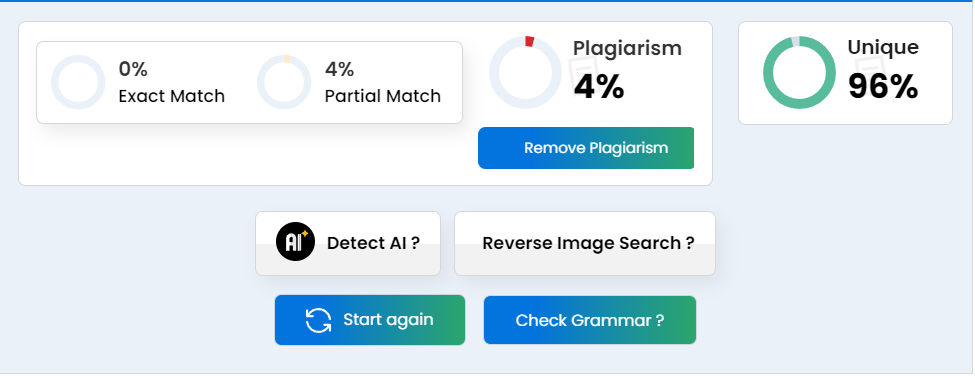 0%
Exact Match
4%
Partial Match
Plagiarism
4%
Remove Plagiarism
Unique
96%
AI
Detect AI ?
Reverse Image Search ?
Start again
Check Grammar ?